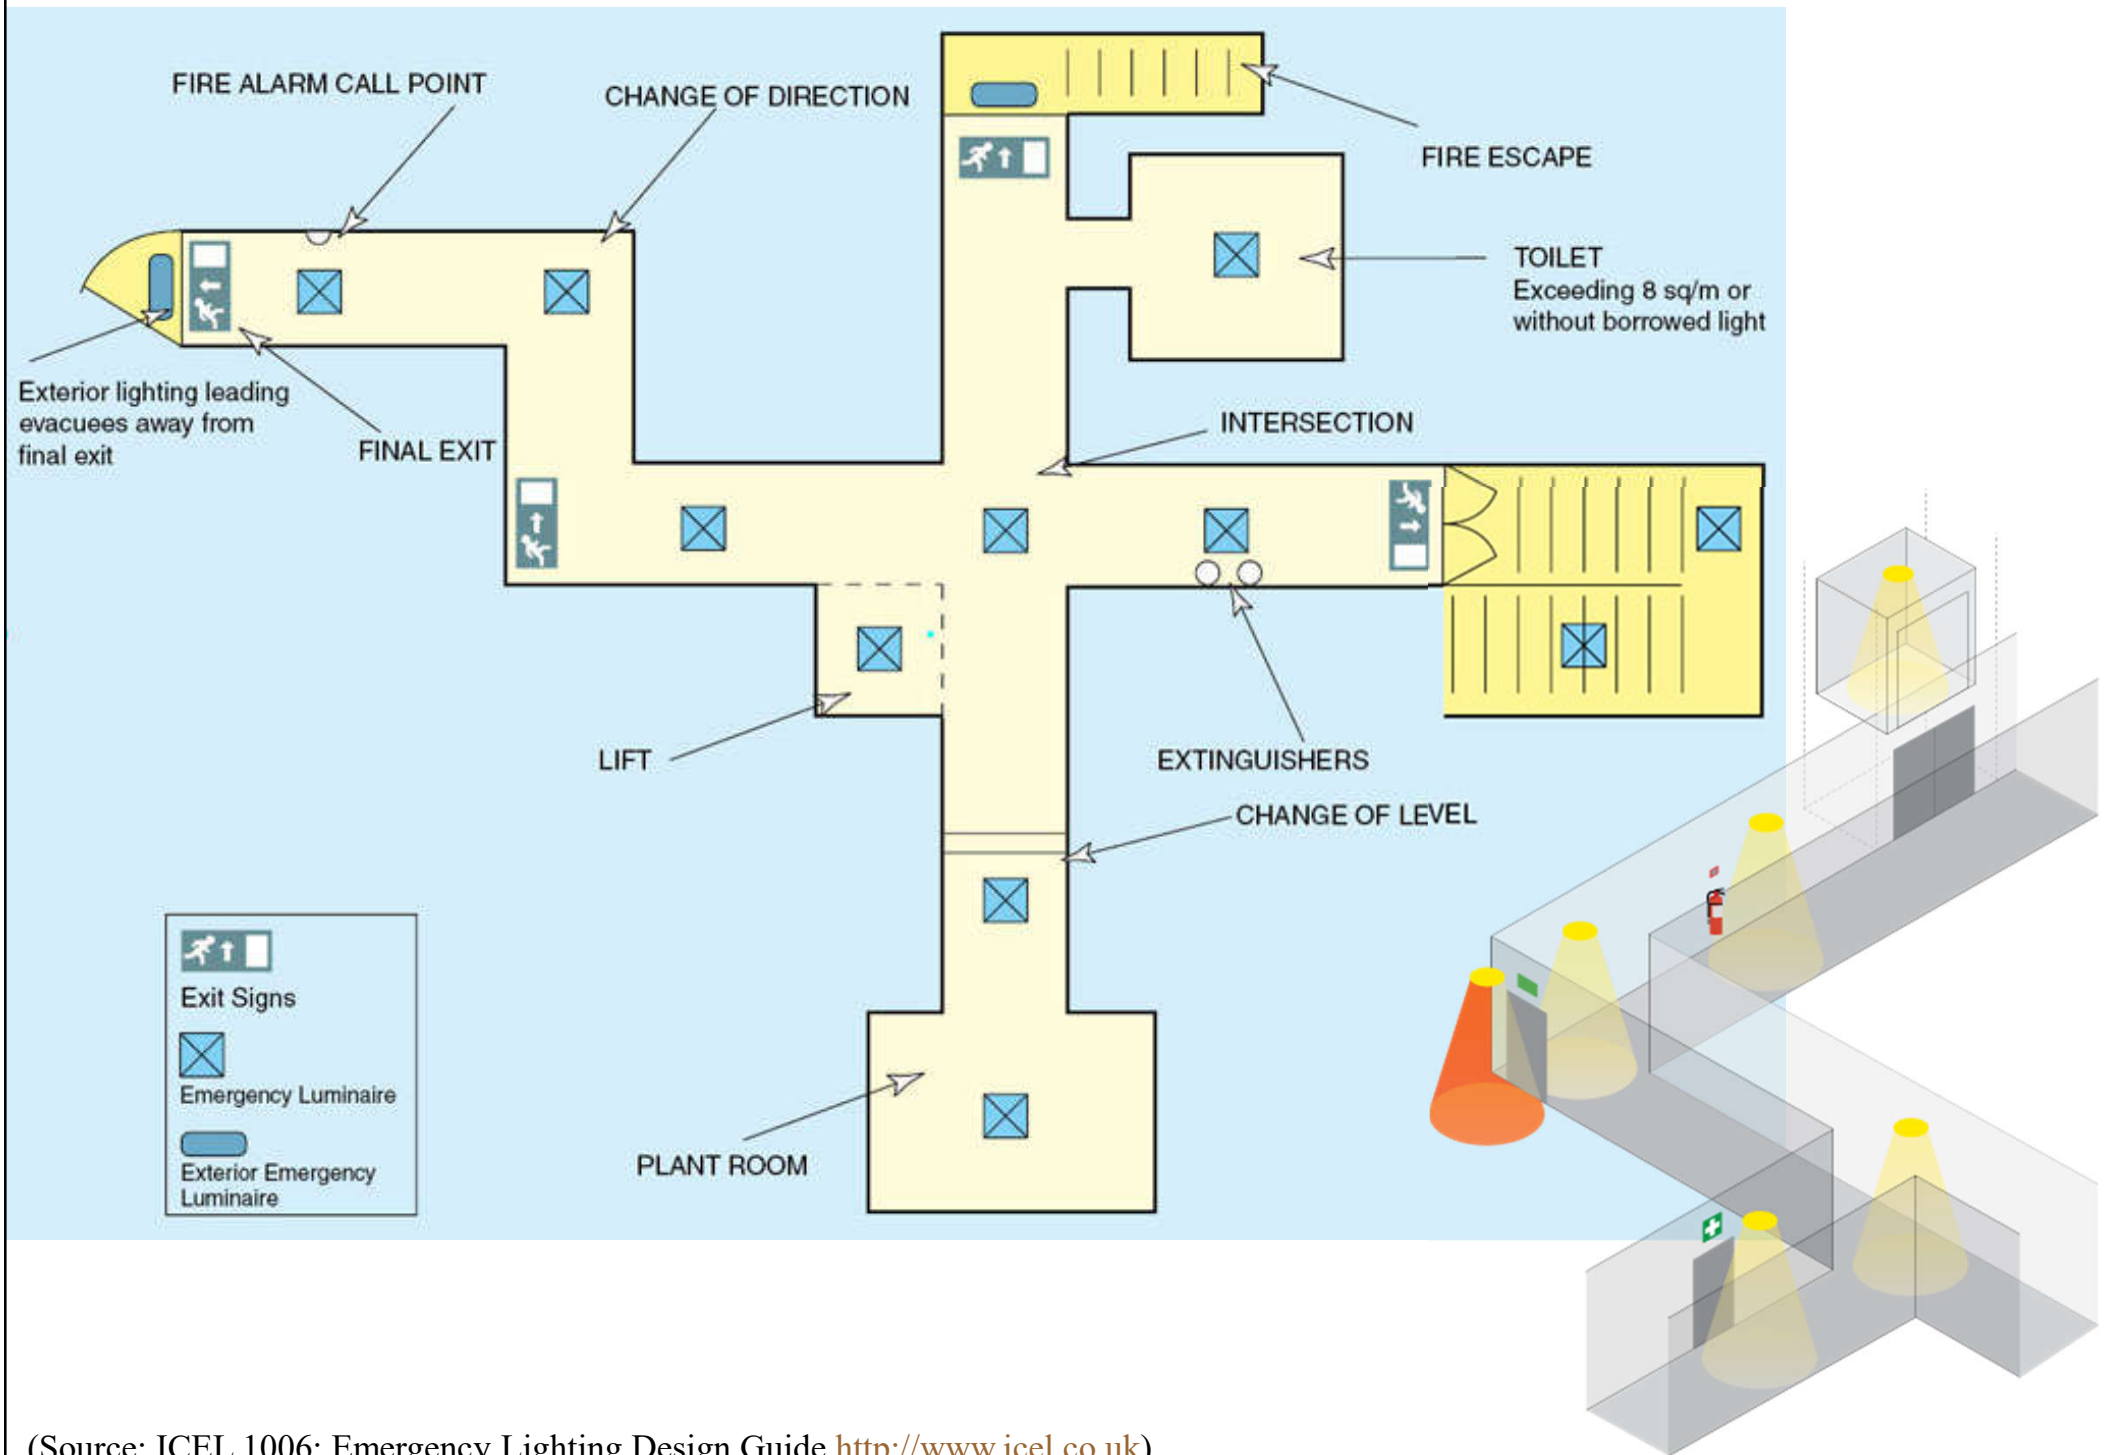 FIRE ALARM CALL POINT
CHANGE OF DIRECTION
FIRE ESCAPE
TOILET
Exceeding 8 sq/m or
without borrowed light
Exterior lighting leading
evacuees away from
final exit
FINAL EXIT
INTERSECTION
LIFT
EXTINGUISHERS
CHANGE OF LEVEL
PLANT ROOM
Exit Signs
Emergency Luminaire
Exterior Emergency
Luminaire
(Source: ICEL 1006: Emergency Lighting Design Guide http://www.icel.co.uk)